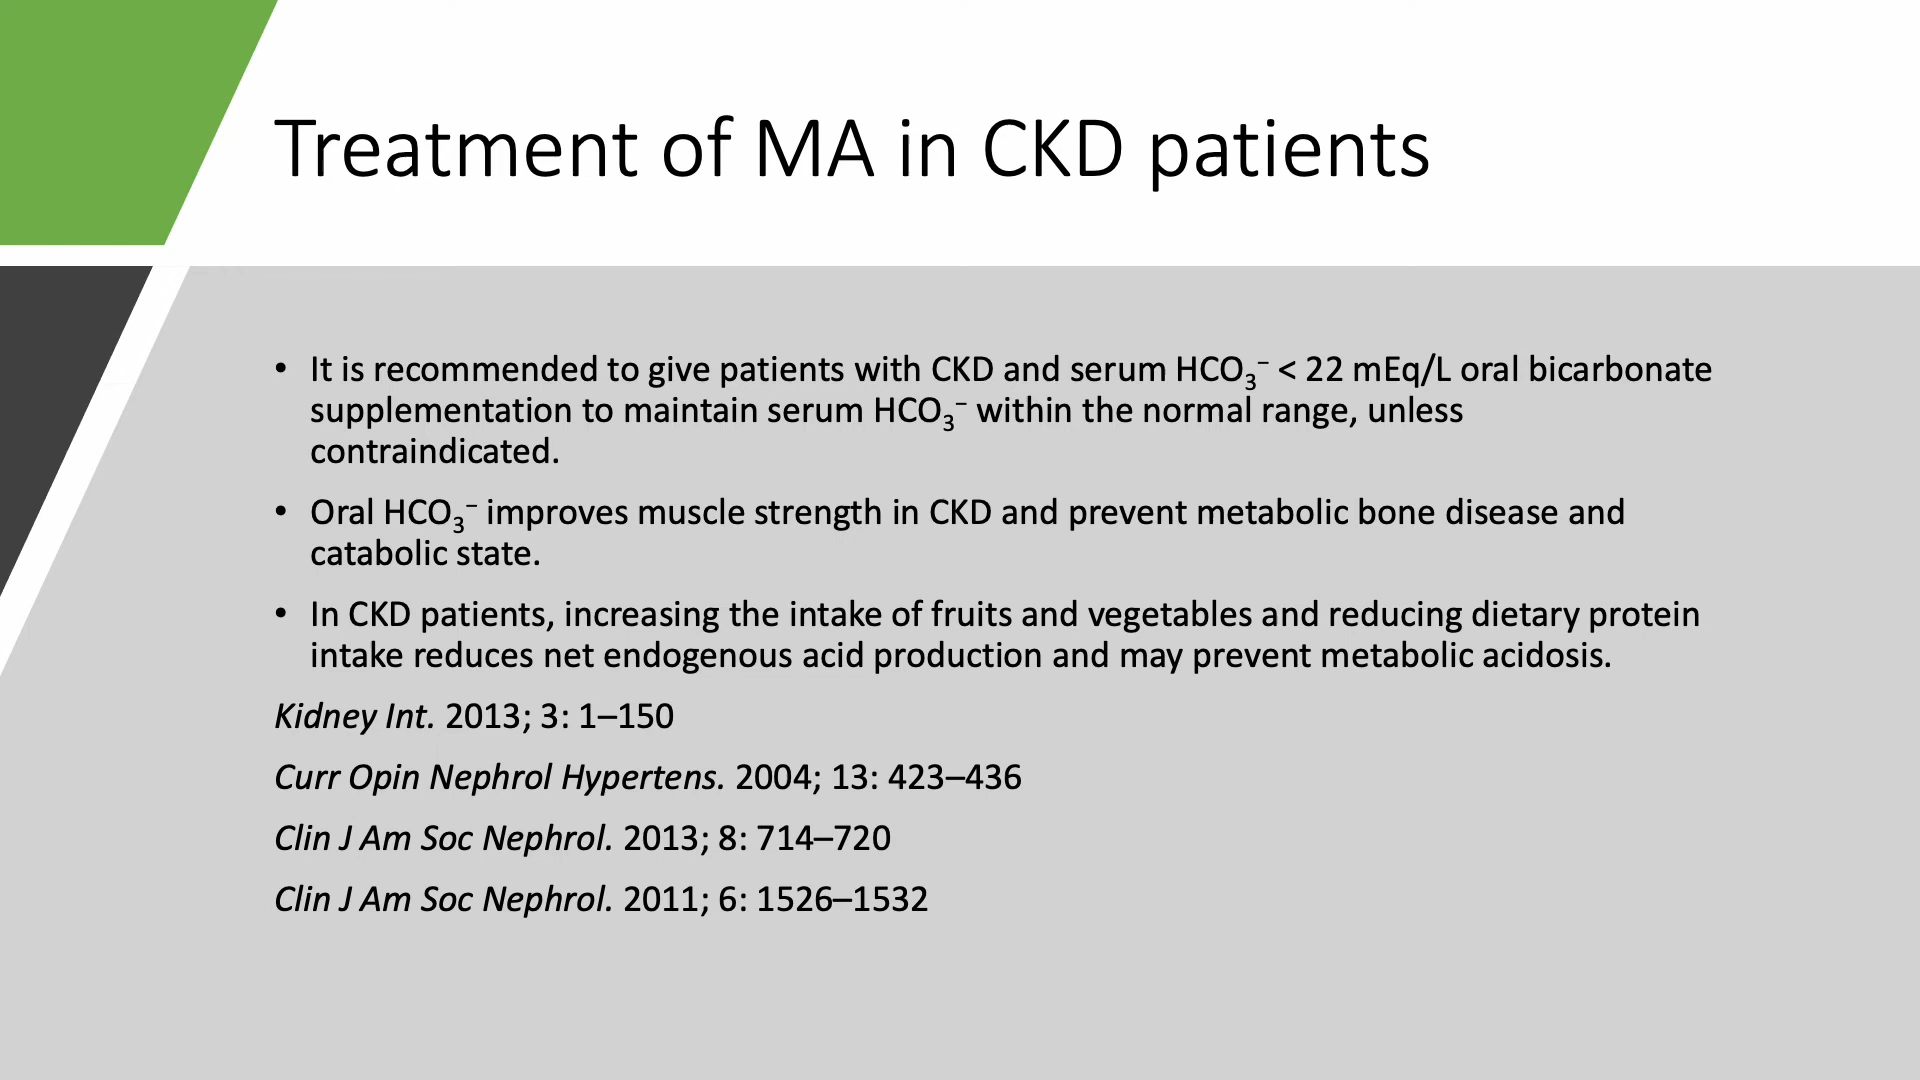 Treatment of MA in CKD patients
• It is recommended to give patients with CKD and serum HCO₃⁻ < 22 mEq/L oral bicarbonate
supplementation to maintain serum HCO₃⁻ within the normal range, unless
contraindicated.
• Oral HCO₃⁻ improves muscle strength in CKD and prevent metabolic bone disease and
catabolic state.
• In CKD patients, increasing the intake of fruits and vegetables and reducing dietary protein
intake reduces net endogenous acid production and may prevent metabolic acidosis.
Kidney Int. 2013; 3: 1–150
Curr Opin Nephrol Hypertens. 2004; 13: 423–436
Clin J Am Soc Nephrol. 2013; 8: 714–720
Clin J Am Soc Nephrol. 2011; 6: 1526–1532